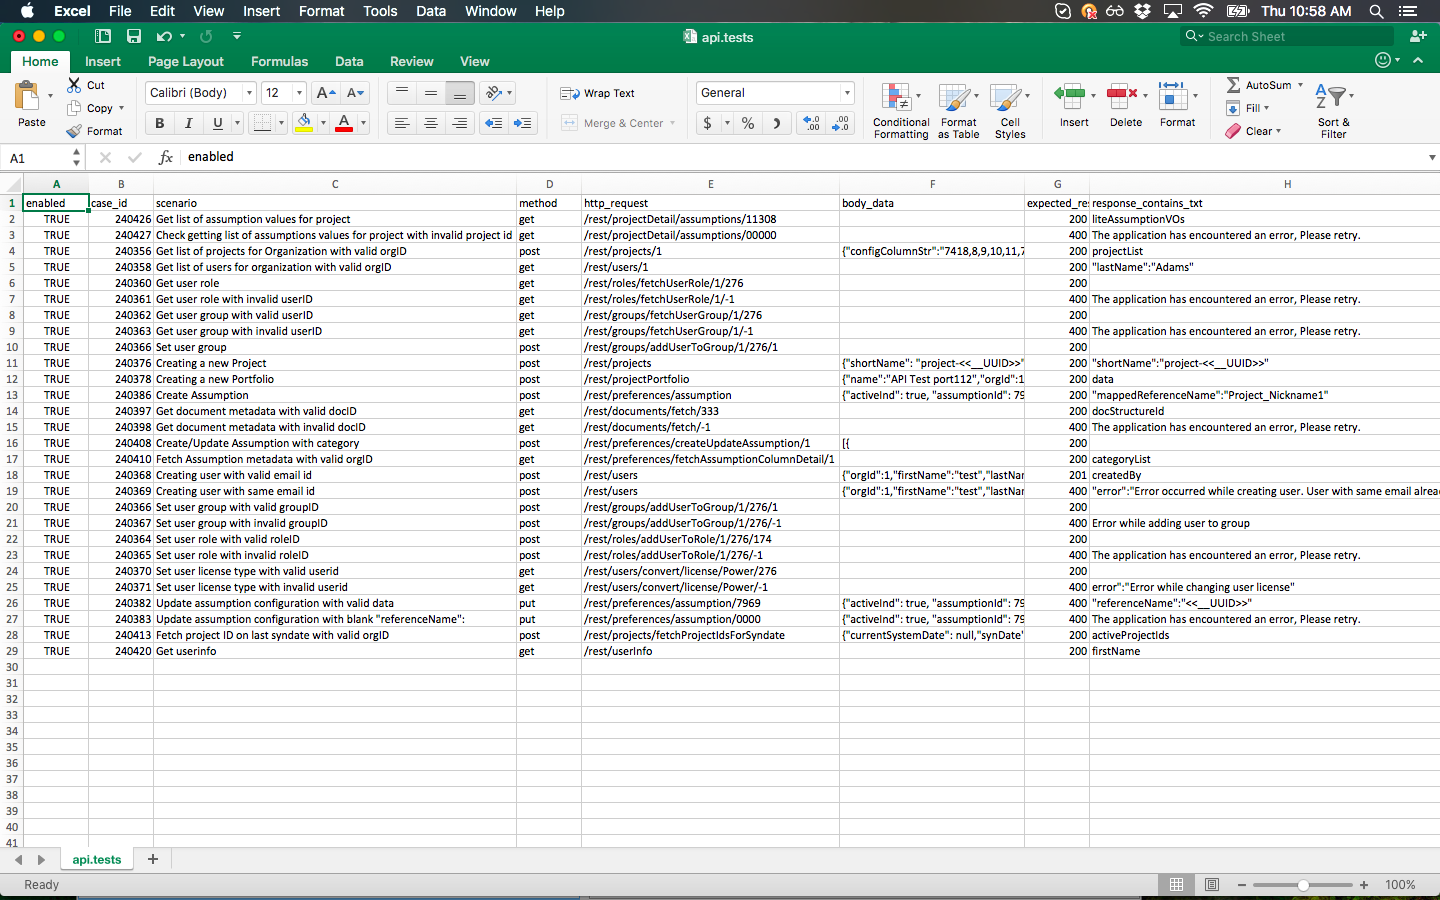 Excel File Edit View Insert Format Tools Data Window Help Thu 10:58 AM
api.tests Search Sheet
Home Insert Page Layout Formulas Data Review View
Paste Cut Copy Format Calibri (Body) 12 Wrap Text Merge & Center General Conditional Formatting Format as Table Cell Styles Insert Delete Format AutoSum Fill Clear Sort & Filter
A1 fx enabled
A B C D E F G H
1 enabled case_id scenario method http_request body_data expected_res response_contains_txt
2 TRUE 240426 Get list of assumption values for project get /rest/projectDetail/assumptions/11308 200 liteAssumptionVOs
3 TRUE 240427 Check getting list of assumptions values for project with invalid project id get /rest/projectDetail/assumptions/00000 400 The application has encountered an error, Please retry.
4 TRUE 240356 Get list of projects for Organization with valid orgID post /rest/projects/1 {"configColumnStr":"7418,8,9,10,11,7 200 projectList
5 TRUE 240358 Get list of users for organization with valid orgID get /rest/users/1 200 "lastName":"Adams"
6 TRUE 240360 Get user role get /rest/roles/fetchUserRole/1/276 200
7 TRUE 240361 Get user role with invalid userID get /rest/roles/fetchUserRole/1/-1 400 The application has encountered an error, Please retry.
8 TRUE 240362 Get user group with valid userID get /rest/groups/fetchUserGroup/1/276 200
9 TRUE 240363 Get user group with invalid userID get /rest/groups/fetchUserGroup/1/-1 400 The application has encountered an error, Please retry.
10 TRUE 240366 Set user group post /rest/groups/addUserToGroup/1/276/1 200
11 TRUE 240376 Creating a new Project post /rest/projects {"shortName": "project-<<__UUID>>" 200 "shortName":"project-<<__UUID>>"
12 TRUE 240378 Creating a new Portfolio post /rest/projectPortfolio {"name":"API Test port112","orgId":1 200 data
13 TRUE 240386 Create Assumption post /rest/preferences/assumption {"activeInd": true, "assumptionId": 79 200 "mappedReferenceName":"Project_Nickname1"
14 TRUE 240397 Get document metadata with valid docID get /rest/documents/fetch/333 200 docStructureId
15 TRUE 240398 Get document metadata with invalid docID get /rest/documents/fetch/-1 400 The application has encountered an error, Please retry.
16 TRUE 240408 Create/Update Assumption with category post /rest/preferences/createUpdateAssumption/1 [{ 200
17 TRUE 240410 Fetch Assumption metadata with valid orgID get /rest/preferences/fetchAssumptionColumnDetail/1 200 categoryList
18 TRUE 240368 Creating user with valid email id post /rest/users {"orgId":1,"firstName":"test","lastNar 201 createdBy
19 TRUE 240369 Creating user with same email id post /rest/users {"orgId":1,"firstName":"test","lastNar 400 "error":"Error occurred while creating user. User with same email alrea
20 TRUE 240366 Set user group with valid groupID post /rest/groups/addUserToGroup/1/276/1 200
21 TRUE 240367 Set user group with invalid groupID post /rest/groups/addUserToGroup/1/276/-1 400 Error while adding user to group
22 TRUE 240364 Set user role with valid roleID post /rest/roles/addUserToRole/1/276/174 200
23 TRUE 240365 Set user role with invalid roleID post /rest/roles/addUserToRole/1/276/-1 400 The application has encountered an error, Please retry.
24 TRUE 240370 Set user license type with valid userid get /rest/users/convert/license/Power/276 200
25 TRUE 240371 Set user license type with invalid userid get /rest/users/convert/license/Power/-1 400 error":"Error while changing user license"
26 TRUE 240382 Update assumption configuration with valid data put /rest/preferences/assumption/7969 {"activeInd": true, "assumptionId": 79 400 "referenceName":"<<__UUID>>"
27 TRUE 240383 Update assumption configuration with blank "referenceName": put /rest/preferences/assumption/0000 {"activeInd": true, "assumptionId": 79 400 The application has encountered an error, Please retry.
28 TRUE 240413 Fetch project ID on last syndate with valid orgID post /rest/projects/fetchProjectIdsForSyndate {"currentSystemDate": null,"synDate" 200 activeProjectIds
29 TRUE 240420 Get userinfo get /rest/userInfo 200 firstName
30
31
32
33
34
35
36
37
38
39
40
41
api.tests
Ready 100%